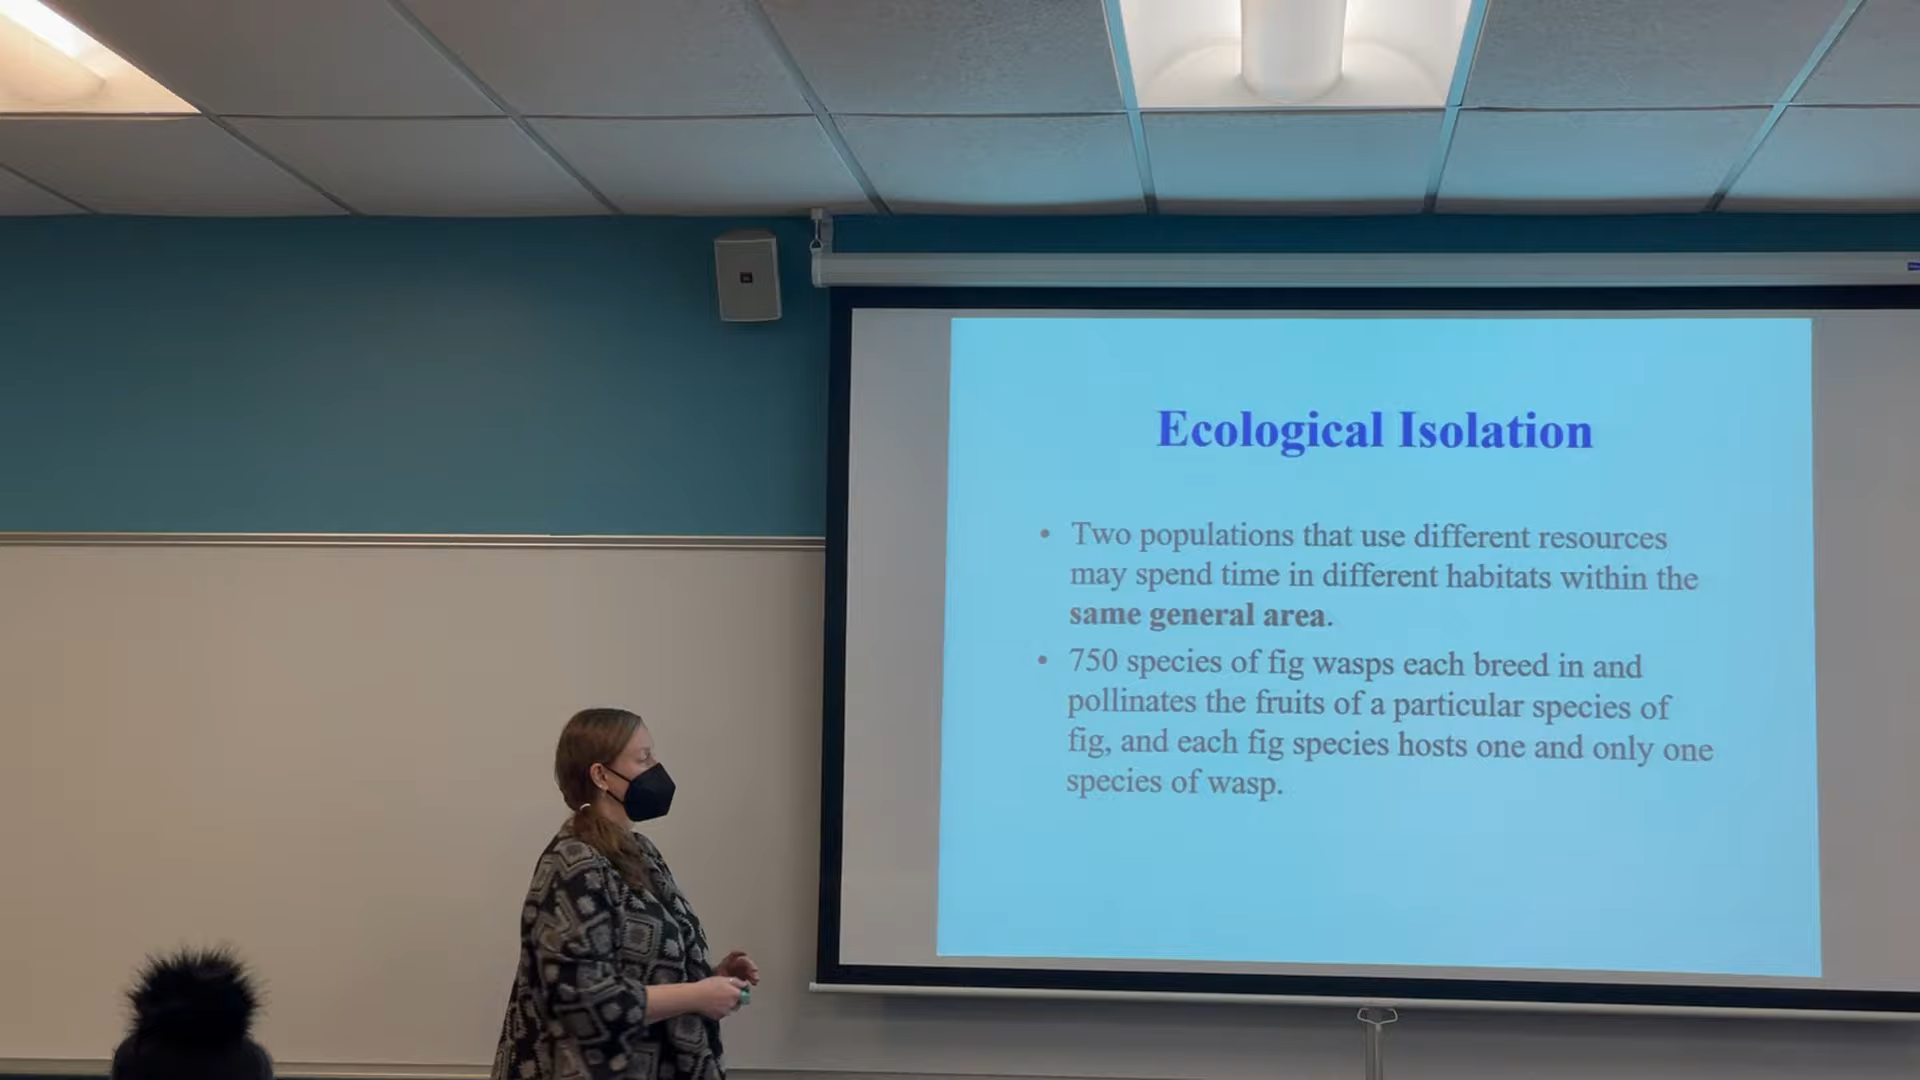 Ecological Isolation
• Two populations that use different resources
may spend time in different habitats within the
same general area.
• 750 species of fig wasps each breed in and
pollinates the fruits of a particular species of
fig, and each fig species hosts one and only one
species of wasp.